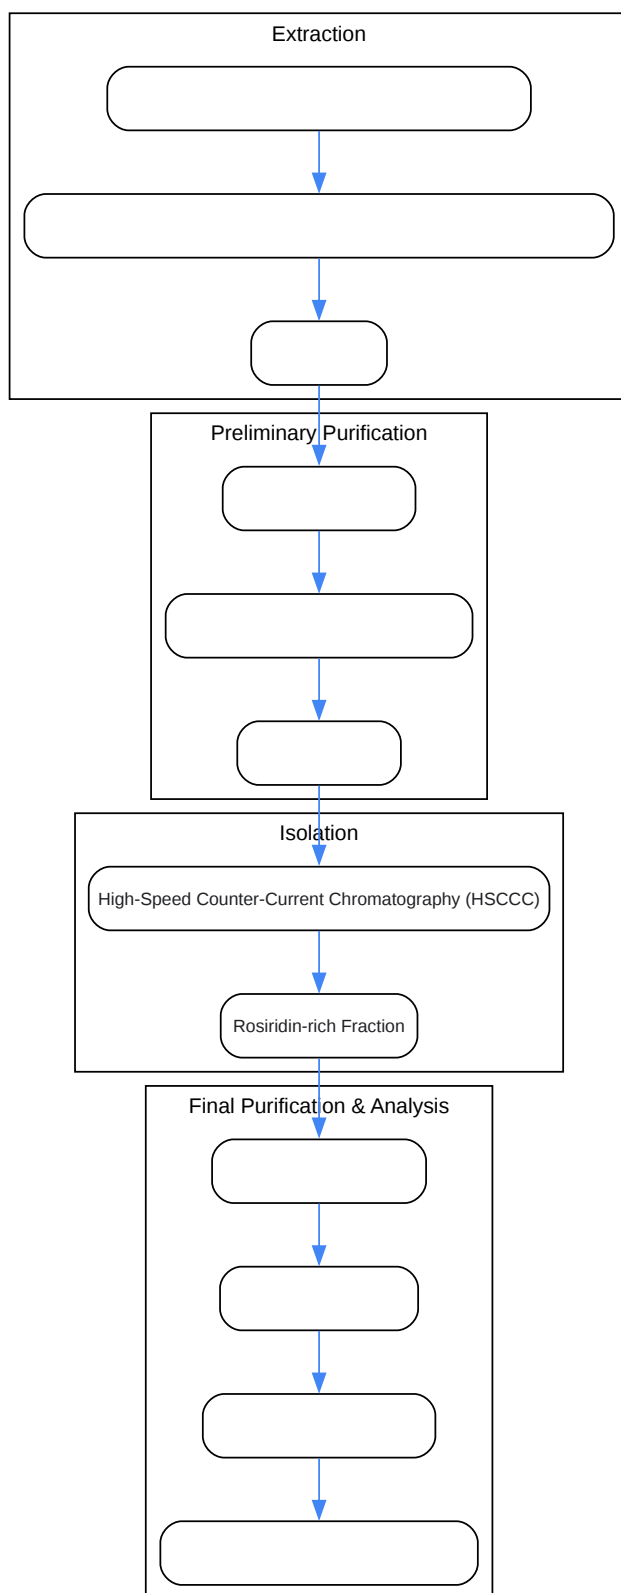 Extraction
Preliminary Purification
Isolation
High-Speed Counter-Current Chromatography (HSCCC)
Rosiridin-rich Fraction
Final Purification & Analysis